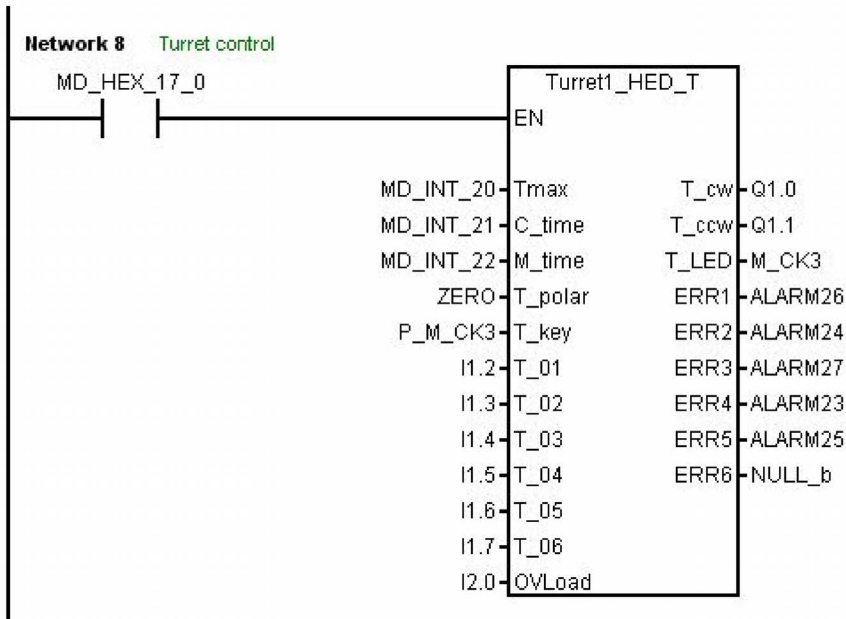 Network 8 Turret control
MD_HEX_17_0
Turret1_HED_T
EN
MD_INT_20 Tmax T_cw Q1.0
MD_INT_21 C_time T_ccw Q1.1
MD_INT_22 M_time T_LED M_CK3
ZERO T_polar ERR1 ALARM26
P_M_CK3 T_key ERR2 ALARM24
I1.2 T_01 ERR3 ALARM27
I1.3 T_02 ERR4 ALARM23
I1.4 T_03 ERR5 ALARM25
I1.5 T_04 ERR6 NULL_b
I1.6 T_05
I1.7 T_06
I2.0 OVLoad